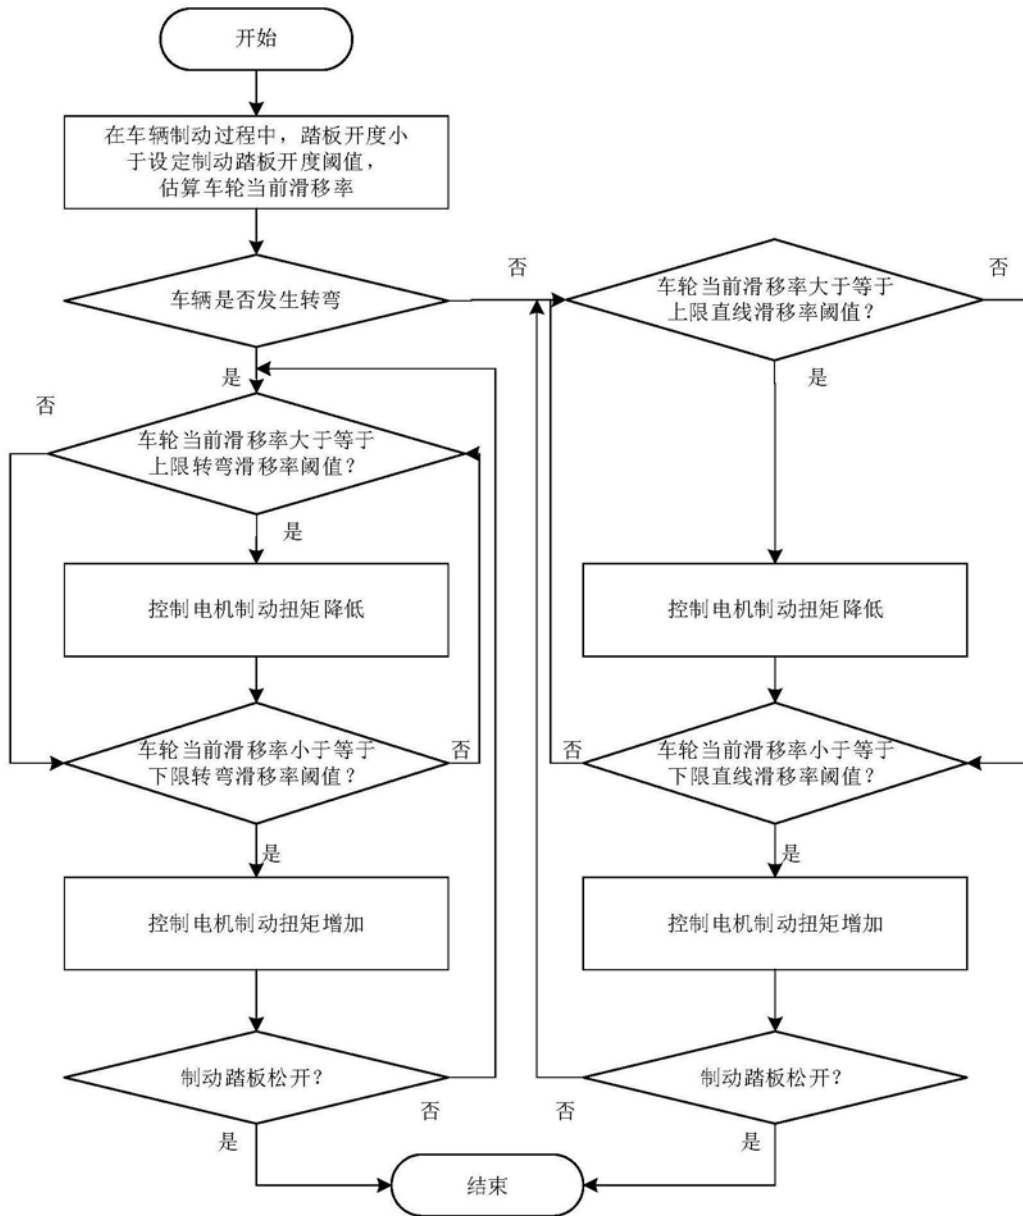 开始
在车辆制动过程中，踏板开度小
于设定制动踏板开度阈值，
估算车轮当前滑移率
车辆是否发生转弯
否
车轮当前滑移率大于等于
上限直线滑移率阈值？
否
是
是
否
车轮当前滑移率大于等于
上限转弯滑移率阈值？
是
控制电机制动扭矩降低
控制电机制动扭矩降低
车轮当前滑移率小于等于
下限转弯滑移率阈值？
否
否
车轮当前滑移率小于等于
下限直线滑移率阈值？
是
是
控制电机制动扭矩增加
控制电机制动扭矩增加
制动踏板松开？
制动踏板松开？
否
否
是
是
结束